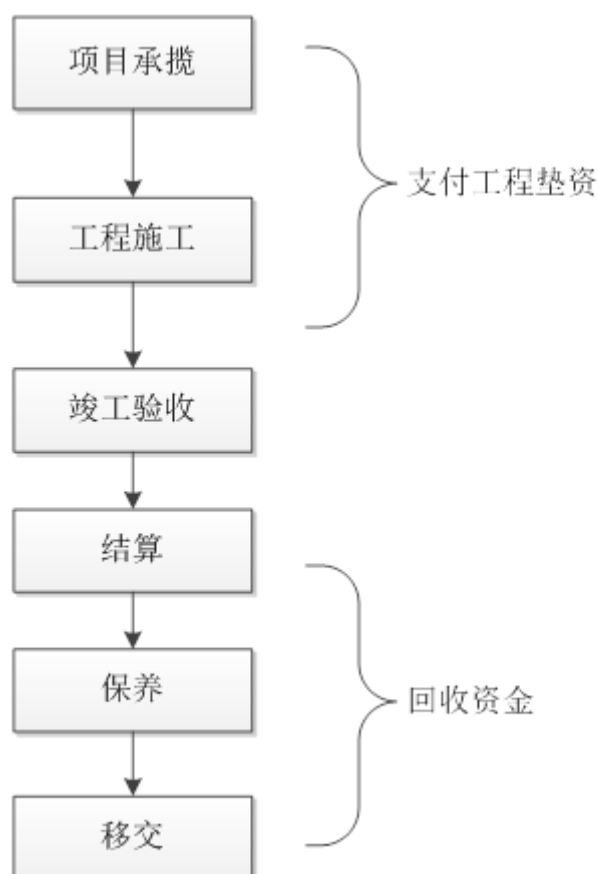 项目承揽
支付工程垫资
工程施工
竣工验收
结算
保养
回收资金
移交